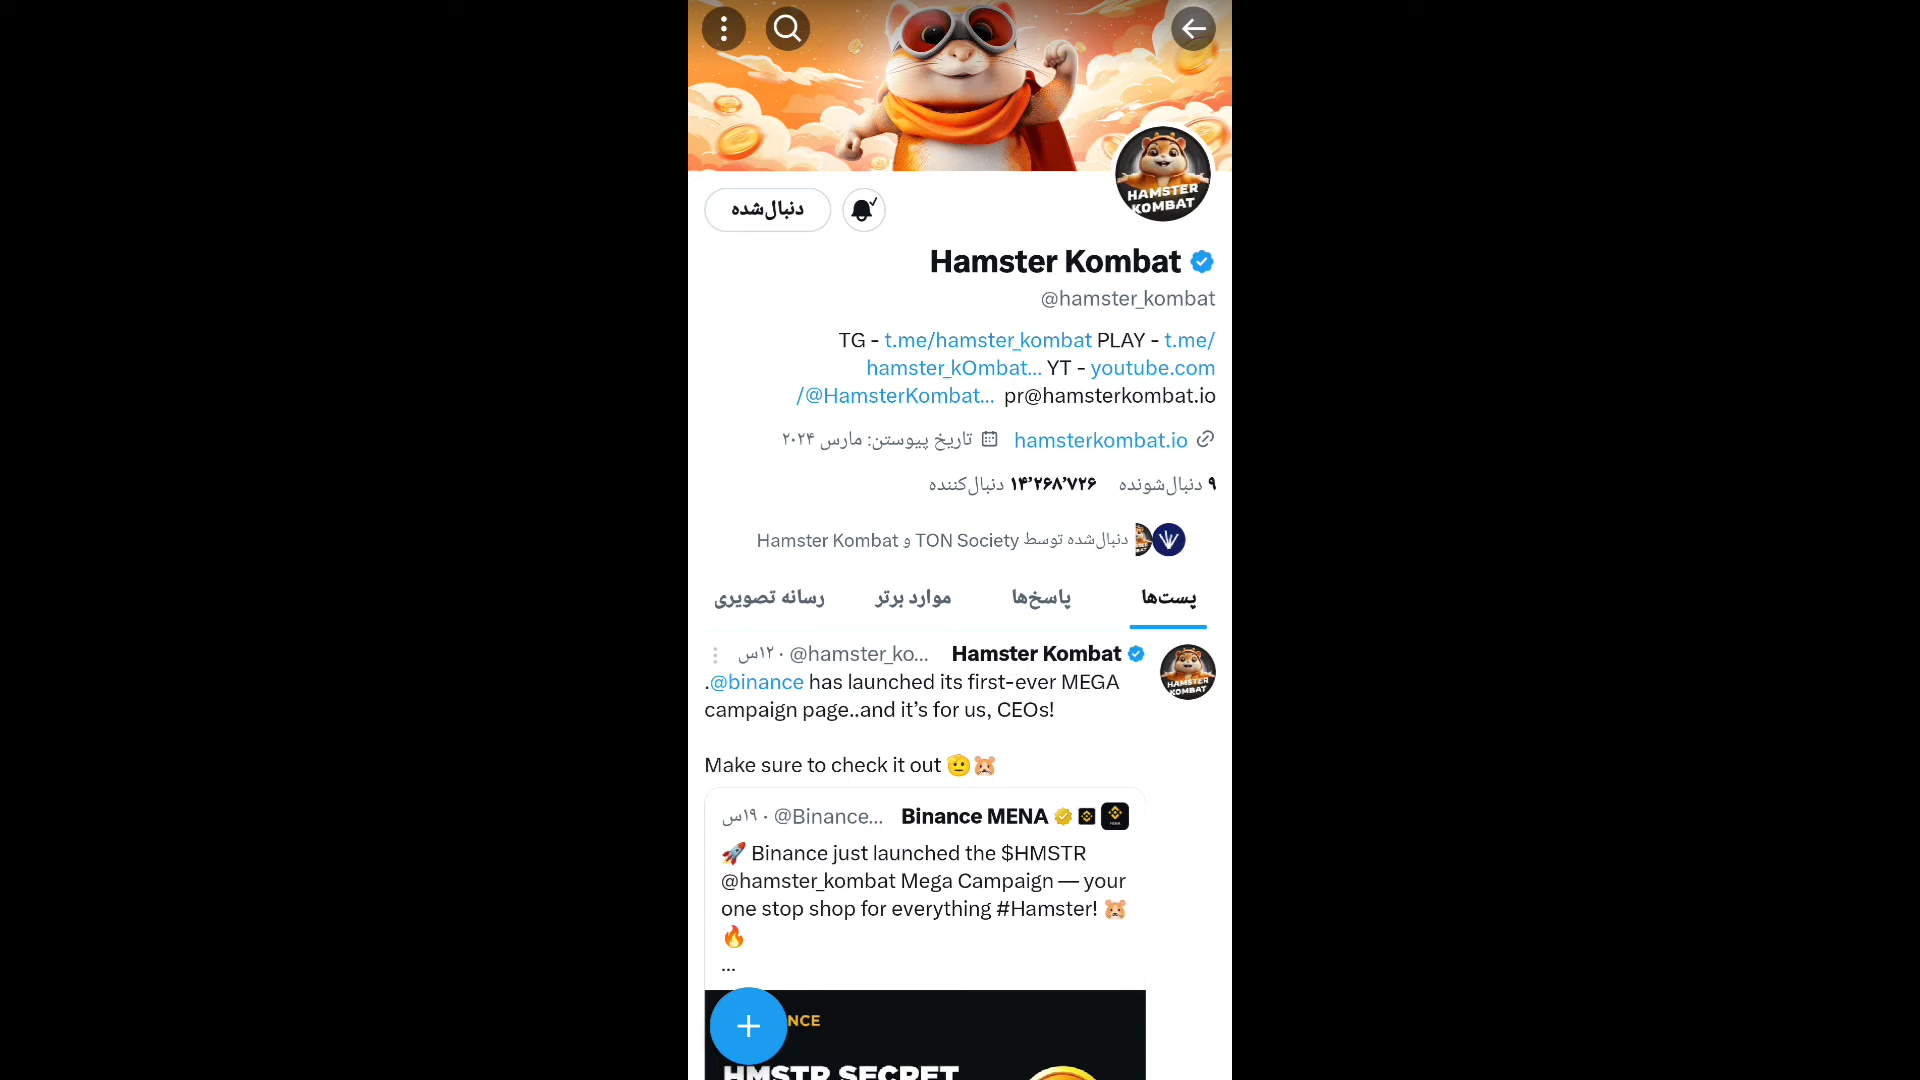 HAMSTER
KOMBAT
دنبال‌شده
Hamster Kombat
@hamster_kombat
TG - t.me/hamster_kombat PLAY - t.me/
hamster_kOmbat... YT - youtube.com
/@HamsterKombat... pr@hamsterkombat.io
hamsterkombat.io تاریخ پیوستن: مارس ۲۰۲۴
۹ دنبال‌شونده ۱۴٬۲۶۸٬۷۲۶ دنبال‌کننده
دنبال‌شده توسط TON Society و Hamster Kombat
پست‌ها پاسخ‌ها موارد برتر رسانه تصویری
HAMSTER
KOMBAT
Hamster Kombat @hamster_ko... · ۱۲س
.@binance has launched its first-ever MEGA
campaign page..and it’s for us, CEOs!
Make sure to check it out 🫡🐹
Binance MENA @Binance... · ۱۹س
🚀 Binance just launched the $HMSTR
@hamster_kombat Mega Campaign — your
one stop shop for everything #Hamster! 🐹
🔥
...
NCE
HMSTR SECRET